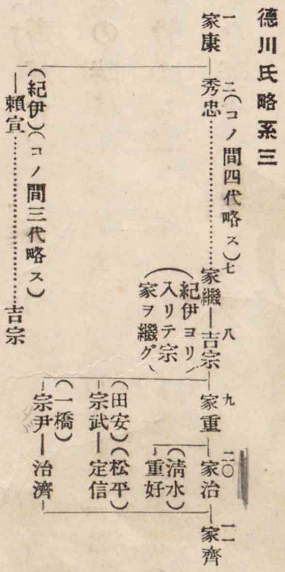 德川氏略系三
一家康
二秀忠
(コノ間四代略ス)
七家繼
八吉宗
(紀伊ヨリ入リテ宗家ヲ繼グ)
九家重
一〇家治
一一家齊
(淸水)
重好
(田安)
宗武
(松平)
定信
(一橋)
宗尹
治濟
(紀伊)
賴宣
(コノ間三代略ス)
吉宗